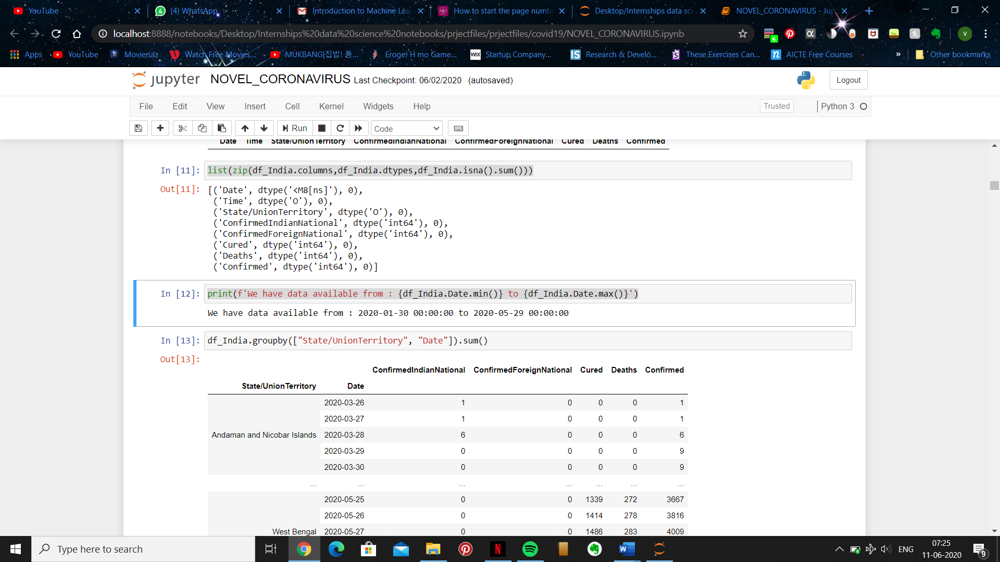 YouTube
(4) WhatsApp
Introduction to Machine Lea
How to start the page numb
Desktop/Internships data sci
NOVEL_CORONAVIRUS - Jup
localhost:8888/notebooks/Desktop/Internships%20data%20science%20notebooks/prjectfiles/prjectfiles/covid19/NOVEL_CORONAVIRUS.ipynb
6
V
Apps
YouTube
Movierulz
Watch Free Movies...
MUKBANG|집밥! 통...
Eroge! H mo Game...
WIX Startup Company...
Research & Develo...
These Exercises Can...
AICTE Free Courses
»
Other bookmarks
jupyter NOVEL_CORONAVIRUS Last Checkpoint: 06/02/2020 (autosaved)
Logout
File Edit View Insert Cell Kernel Widgets Help
Trusted
Python 3
Run
Code
Date Time State/UnionTerritory ConfirmedIndianNational ConfirmedForeignNational Cured Deaths Confirmed
In [11]: list(zip(df_India.columns,df_India.dtypes,df_India.isna().sum()))
Out[11]: [('Date', dtype('<M8[ns]'), 0),
('Time', dtype('O'), 0),
('State/UnionTerritory', dtype('O'), 0),
('ConfirmedIndianNational', dtype('int64'), 0),
('ConfirmedForeignNational', dtype('int64'), 0),
('Cured', dtype('int64'), 0),
('Deaths', dtype('int64'), 0),
('Confirmed', dtype('int64'), 0)]
In [12]: print(f'We have data available from : {df_India.Date.min()} to {df_India.Date.max()}')
We have data available from : 2020-01-30 00:00:00 to 2020-05-29 00:00:00
In [13]: df_India.groupby(["State/UnionTerritory", "Date"]).sum()
Out[13]:
ConfirmedIndianNational ConfirmedForeignNational Cured Deaths Confirmed
State/UnionTerritory Date
2020-03-26 1 0 0 0 1
2020-03-27 1 0 0 0 1
Andaman and Nicobar Islands 2020-03-28 6 0 0 0 6
2020-03-29 0 0 0 0 9
2020-03-30 0 0 0 0 9
... ... ... ... ... ... ...
2020-05-25 0 0 1339 272 3667
2020-05-26 0 0 1414 278 3816
West Bengal 2020-05-27 0 0 1486 283 4009
Type here to search
ENG
07:25
11-06-2020
9